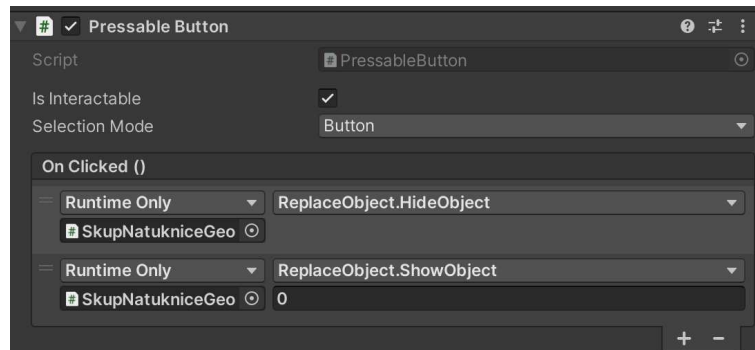 # Pressable Button
Script # PressableButton
Is Interactable
Selection Mode Button
On Clicked ()
Runtime Only ReplaceObject.HideObject
# SkupNatukniceGeo
Runtime Only ReplaceObject.ShowObject
# SkupNatukniceGeo 0
+ -